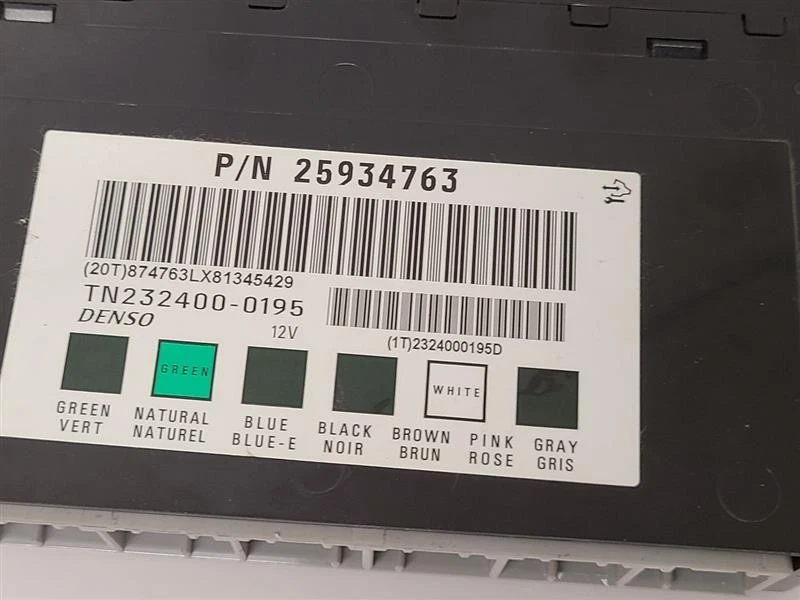 P/N 25934763
(20T)874763LX81345429
TN232400-0195
DENSO 12V
(1T)2324000195D
GREEN WHITE
GREEN NATURAL BLUE BLACK BROWN PINK GRAY
VERT NATUREL BLUE-E NOIR BRUN ROSE GRIS